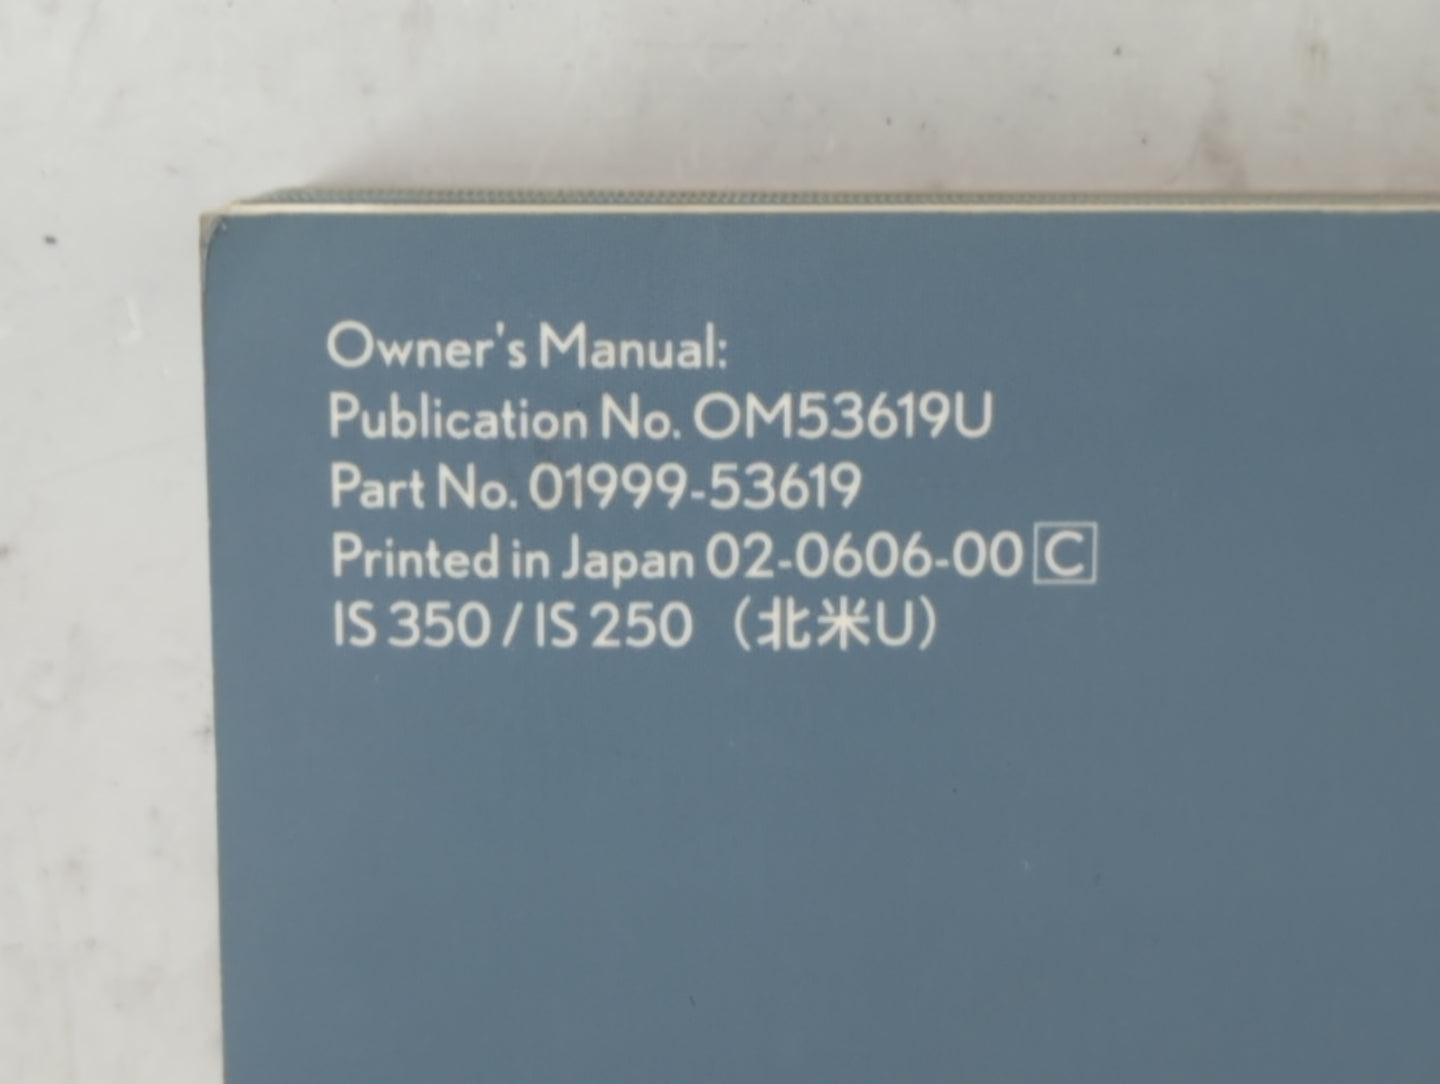 Owner's Manual:
Publication No. OM53619U
Part No. 01999-53619
Printed in Japan 02-0606-00 C
IS 350 / IS 250 （北米U）